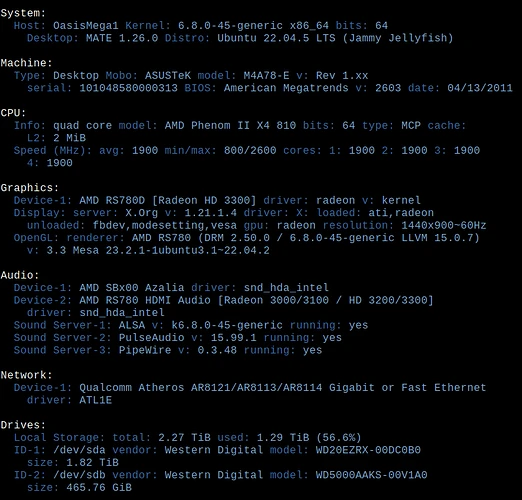 System:
Host: OasisMega1 Kernel: 6.8.0-45-generic x86_64 bits: 64
Desktop: MATE 1.26.0 Distro: Ubuntu 22.04.5 LTS (Jammy Jellyfish)
Machine:
Type: Desktop Mobo: ASUSTeK model: M4A78-E v: Rev 1.xx
serial: 101048580000313 BIOS: American Megatrends v: 2603 date: 04/13/2011
CPU:
Info: quad core model: AMD Phenom II X4 810 bits: 64 type: MCP cache:
L2: 2 MiB
Speed (MHz): avg: 1900 min/max: 800/2600 cores: 1: 1900 2: 1900 3: 1900
4: 1900
Graphics:
Device-1: AMD RS780D [Radeon HD 3300] driver: radeon v: kernel
Display: server: X.Org v: 1.21.1.4 driver: X: loaded: ati,radeon
unloaded: fbdev,modesetting,vesa gpu: radeon resolution: 1440x900~60Hz
OpenGL: renderer: AMD RS780 (DRM 2.50.0 / 6.8.0-45-generic LLVM 15.0.7)
v: 3.3 Mesa 23.2.1-1ubuntu3.1~22.04.2
Audio:
Device-1: AMD SBx00 Azalia driver: snd_hda_intel
Device-2: AMD RS780 HDMI Audio [Radeon 3000/3100 / HD 3200/3300]
driver: snd_hda_intel
Sound Server-1: ALSA v: k6.8.0-45-generic running: yes
Sound Server-2: PulseAudio v: 15.99.1 running: yes
Sound Server-3: PipeWire v: 0.3.48 running: yes
Network:
Device-1: Qualcomm Atheros AR8121/AR8113/AR8114 Gigabit or Fast Ethernet
driver: ATL1E
Drives:
Local Storage: total: 2.27 TiB used: 1.29 TiB (56.6%)
ID-1: /dev/sda vendor: Western Digital model: WD20EZRX-00DC0B0
size: 1.82 TiB
ID-2: /dev/sdb vendor: Western Digital model: WD5000AAKS-00V1A0
size: 465.76 GiB